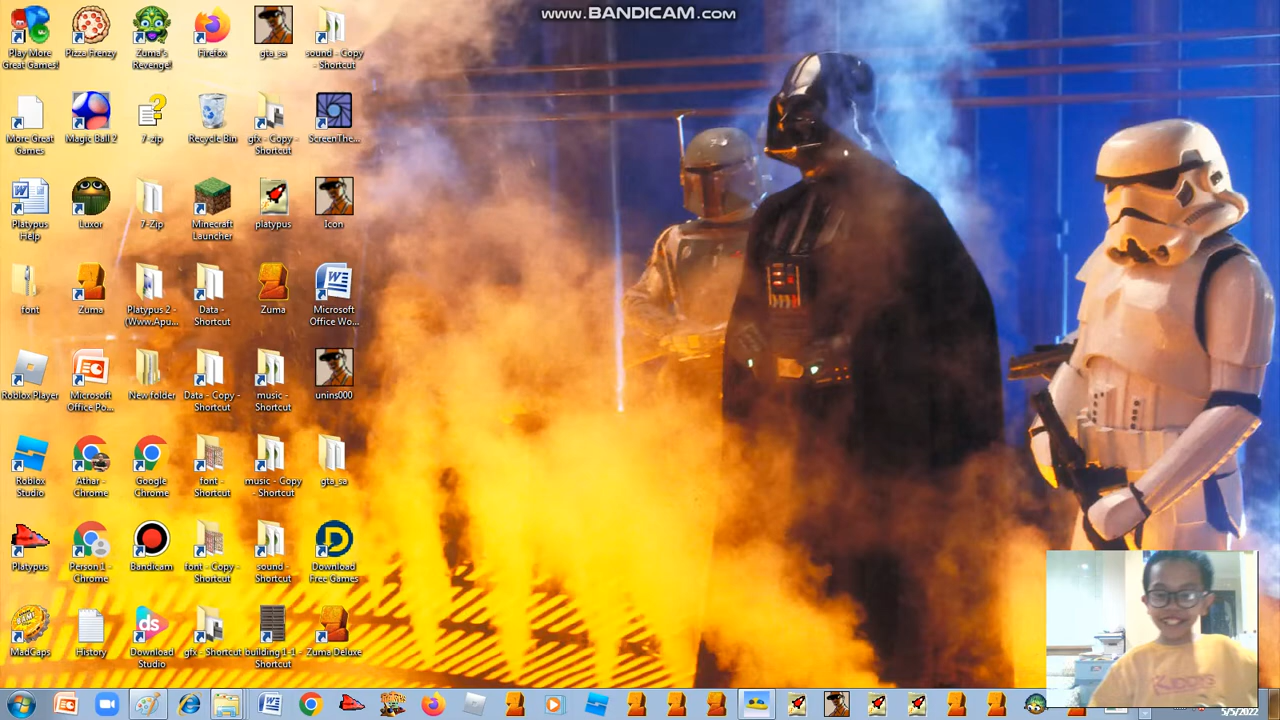 www.BANDICAM.com
Play More
Great Games!
Pizza Frenzy
Zuma's
Revenge!
Firefox
gta_sa
sound - Copy
- Shortcut
More Great
Games
Magic Ball 2
7-zip
Recycle Bin
gfx - Copy -
Shortcut
ScreenThe...
Platypus
Help
Luxor
7-Zip
Minecraft
Launcher
platypus
Icon
font
Zuma
Platypus 2 -
(Www.Apu...
Data -
Shortcut
Zuma
Microsoft
Office Wo...
Roblox Player
Microsoft
Office Po...
New folder
Data - Copy -
Shortcut
music -
Shortcut
unins000
Roblox
Studio
Athar -
Chrome
Google
Chrome
font -
Shortcut
music - Copy
- Shortcut
gta_sa
Platypus
Person 1 -
Chrome
Bandicam
font - Copy -
Shortcut
sound -
Shortcut
Download
Free Games
MadCaps
History
ds
Download
Studio
gfx - Shortcut
building 1-1 -
Shortcut
Zuma Deluxe
5/5/2022